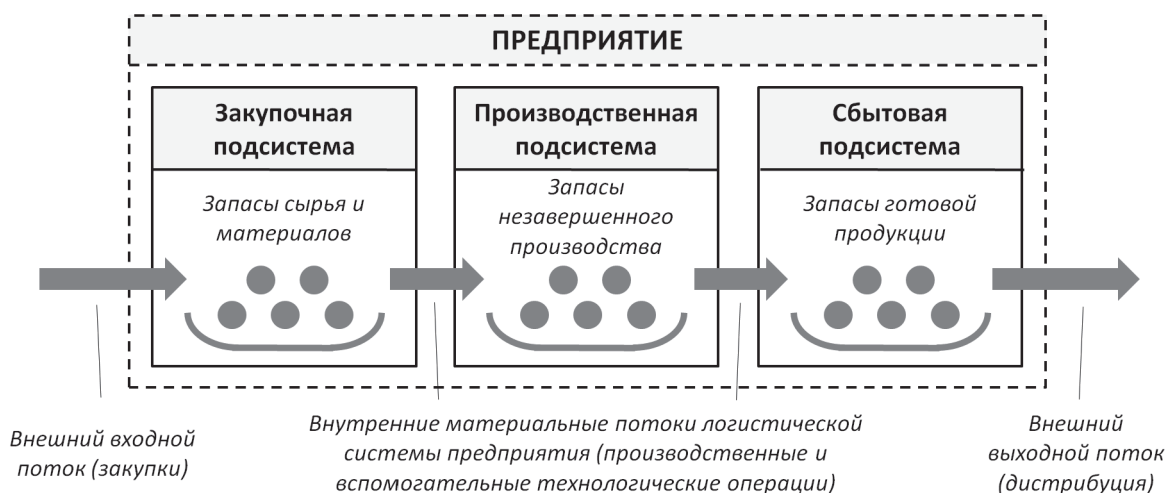 ПРЕДПРИЯТИЕ
Закупочная
подсистема
Запасы сырья и
материалов
Производственная
подсистема
Запасы
незавершенного
производства
Сбытовая
подсистема
Запасы готовой
продукции
Внешний входной
поток (закупки)
Внутренние материальные потоки логистической
системы предприятия (производственные и
вспомогательные технологические операции)
Внешний
выходной поток
(дистрибуция)